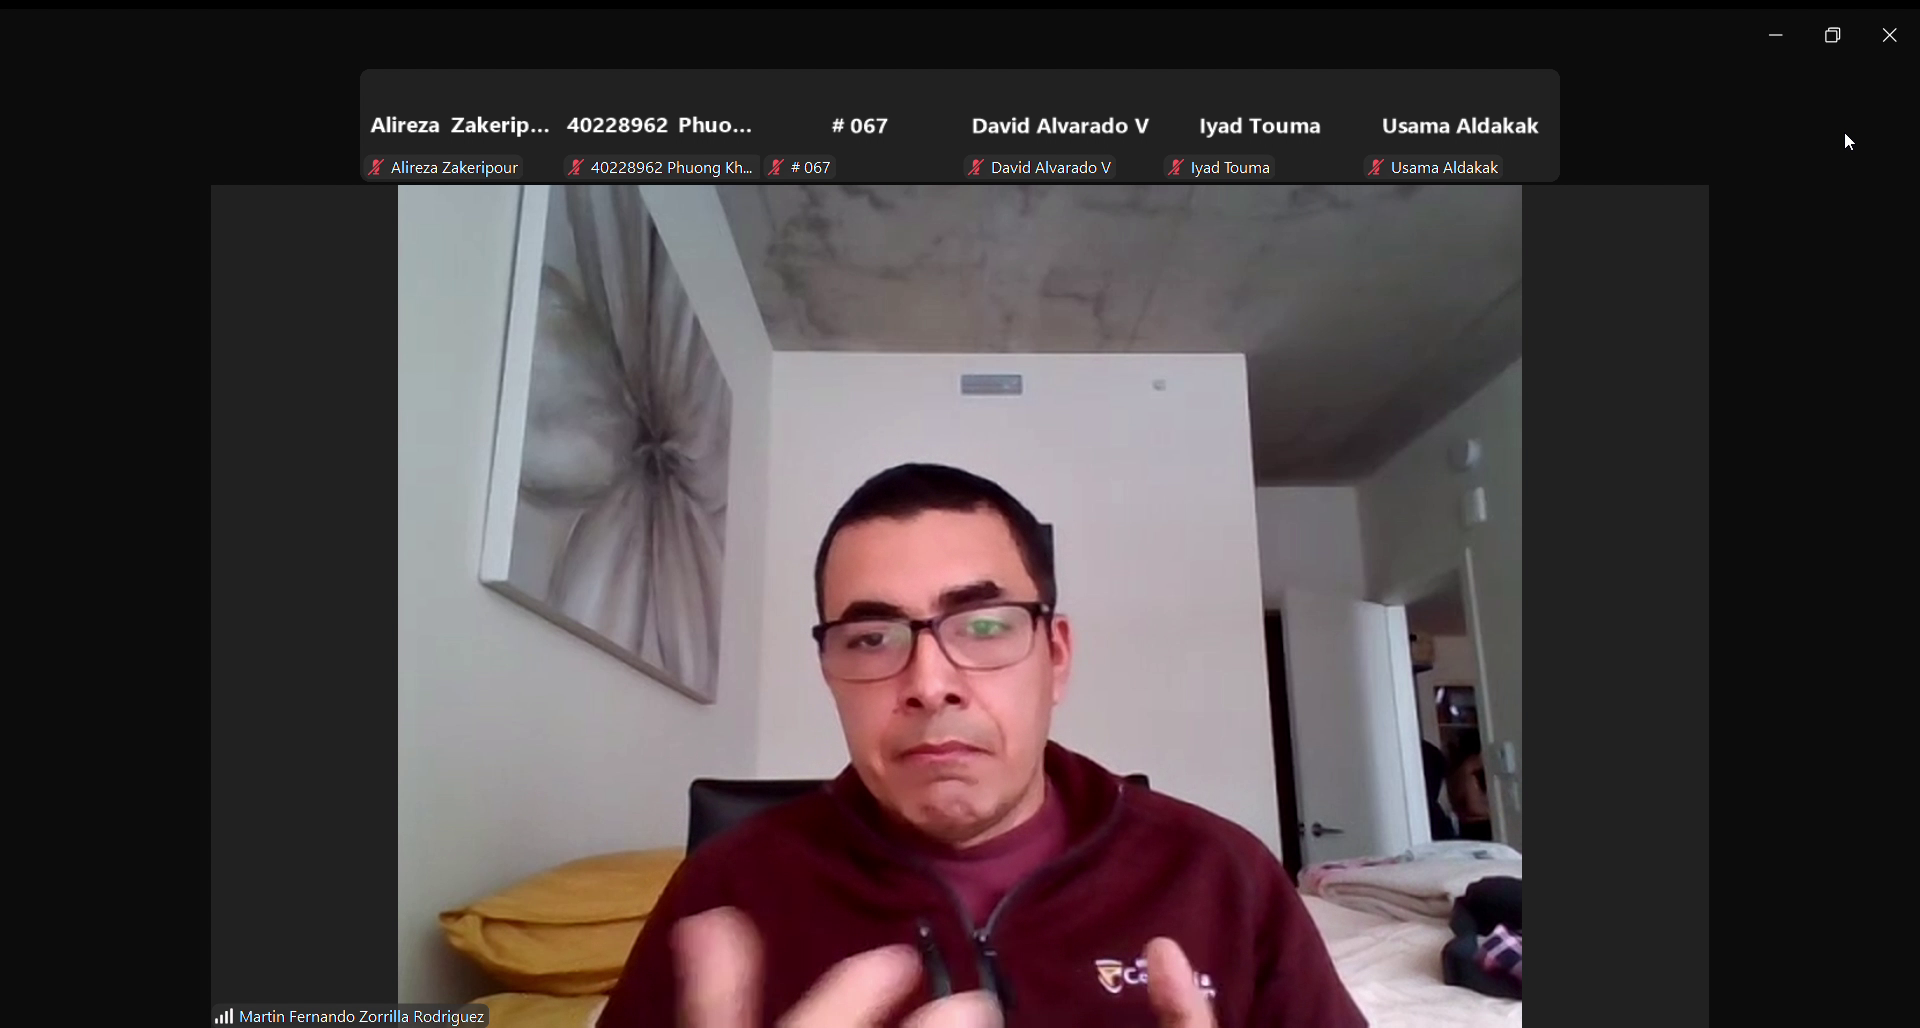 Alireza Zakerip...
40228962 Phuo...
# 067
David Alvarado V
Iyad Touma
Usama Aldakak
Alireza Zakeripour
40228962 Phuong Kh...
# 067
David Alvarado V
Iyad Touma
Usama Aldakak
Martin Fernando Zorrilla Rodriguez